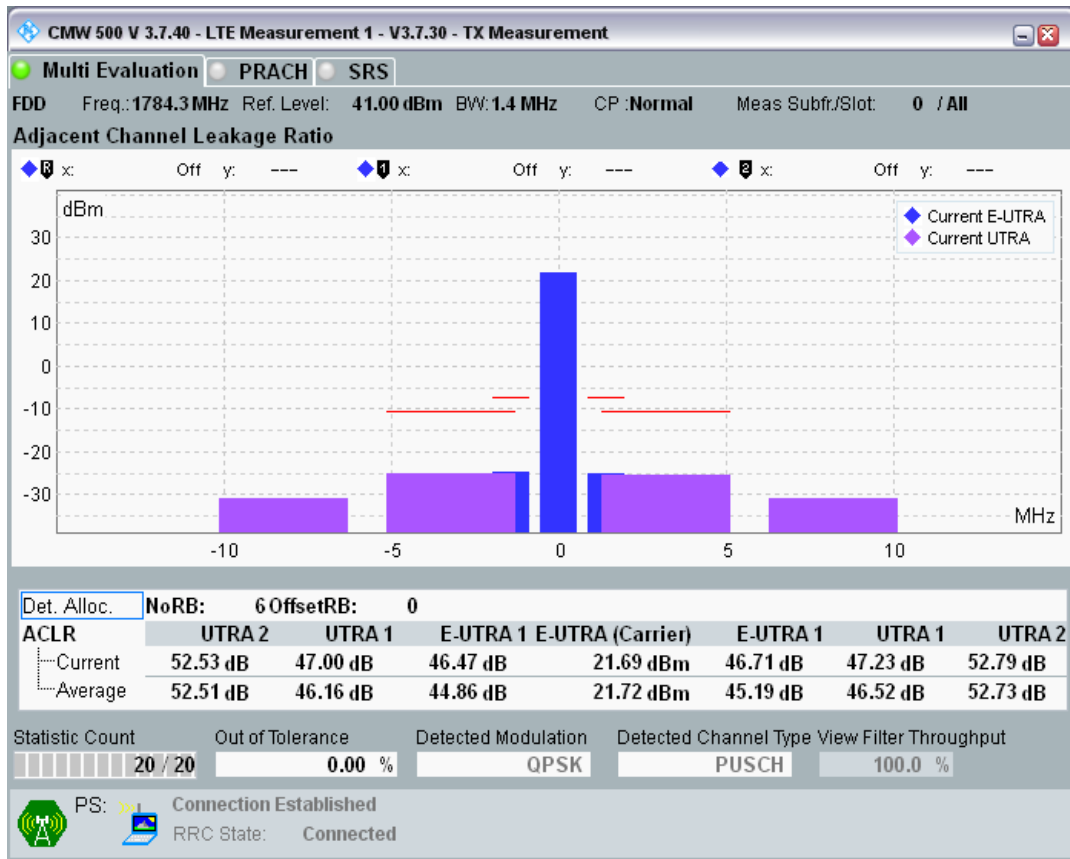 CMW 500 V 3.7.40 - LTE Measurement 1 - V3.7.30 - TX Measurement
Multi Evaluation PRACH SRS
FDD Freq.: 1784.3 MHz Ref. Level: 41.00 dBm BW: 1.4 MHz CP :Normal Meas Subfr./Slot: 0 / All
Adjacent Channel Leakage Ratio
R x: Off y: --- 1 x: Off y: --- 2 x: Off y: ---
dBm
Current E-UTRA
Current UTRA
30
20
10
0
-10
-20
-30
MHz
-10 -5 0 5 10
Det. Alloc. NoRB: 6 OffsetRB: 0
ACLR UTRA 2 UTRA 1 E-UTRA 1 E-UTRA (Carrier) E-UTRA 1 UTRA 1 UTRA 2
Current 52.53 dB 47.00 dB 46.47 dB 21.69 dBm 46.71 dB 47.23 dB 52.79 dB
Average 52.51 dB 46.16 dB 44.86 dB 21.72 dBm 45.19 dB 46.52 dB 52.73 dB
Statistic Count Out of Tolerance Detected Modulation Detected Channel Type View Filter Throughput
20 / 20 0.00 % QPSK PUSCH 100.0 %
PS: Connection Established
RRC State: Connected